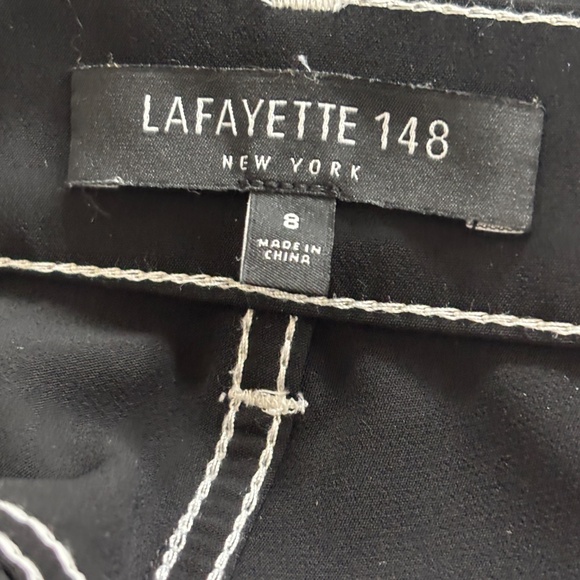 LAFAYETTE 148
NEW YORK
8
MADE IN
CHINA